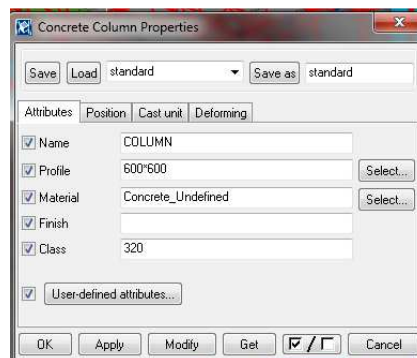 Concrete Column Properties
Save Load standard Save as standard
Attributes Position Cast unit Deforming
Name COLUMN
Profile 600*600 Select...
Material Concrete_Undefined Select...
Finish
Class 320
User-defined attributes...
OK Apply Modify Get / Cancel